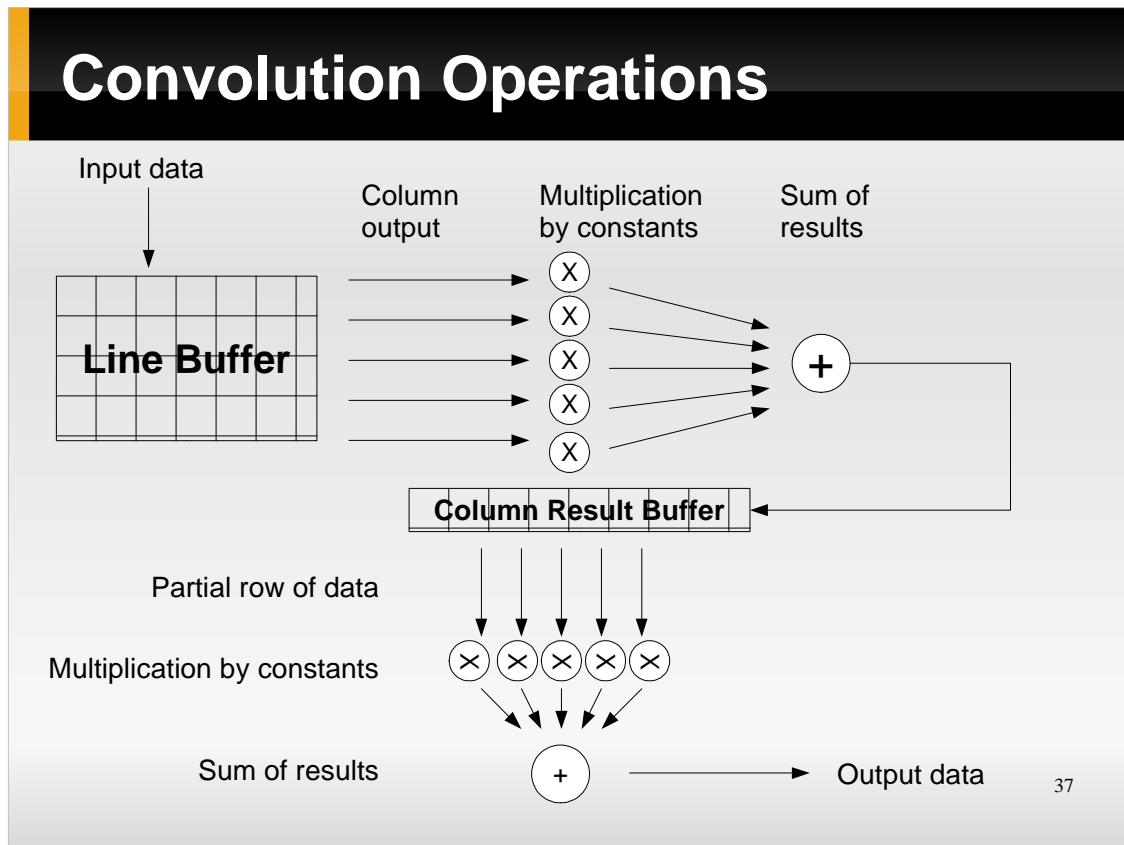 Convolution Operations
Input data
Column
output
Multiplication
by constants
Sum of
results
X
X
X
X
X
Line Buffer
+
Column Result Buffer
Partial row of data
Multiplication by constants
X X X X X
Sum of results
+
Output data
37